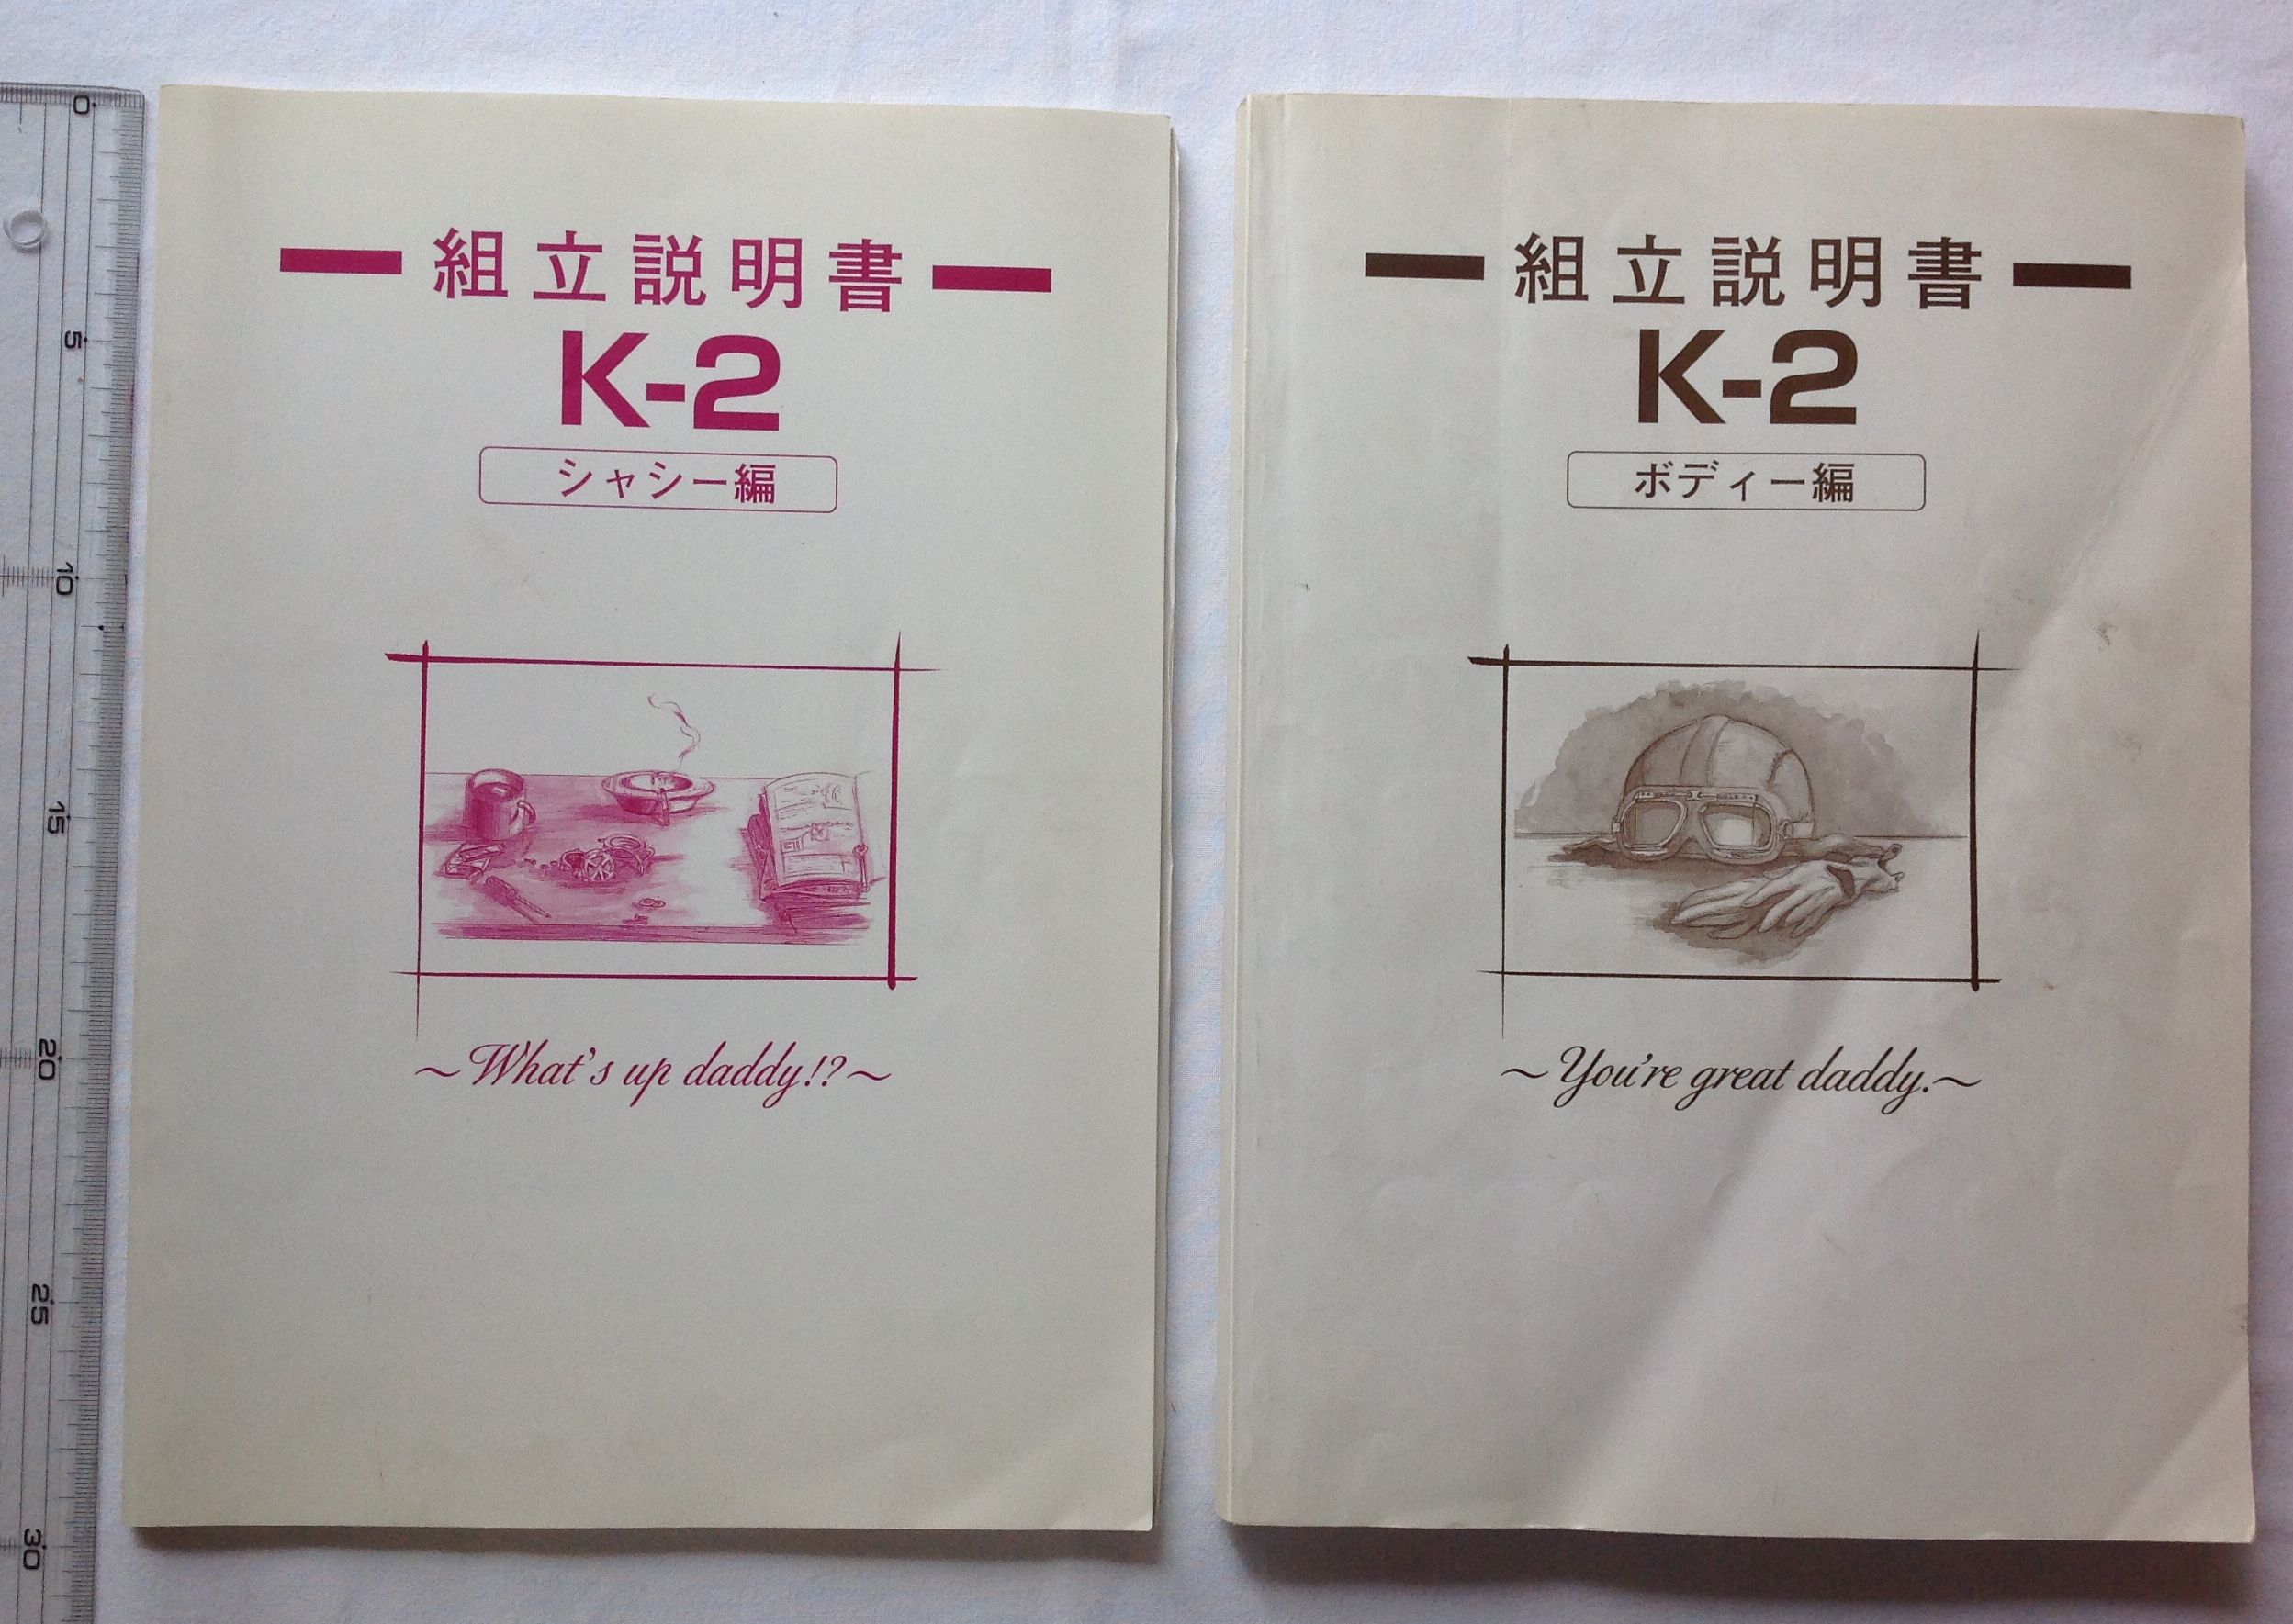 0
5
10
15
20
25
30
組立説明書
K-2
シャシー編
~What's up daddy!?~
組立説明書
K-2
ボディー編
~You're great daddy.~